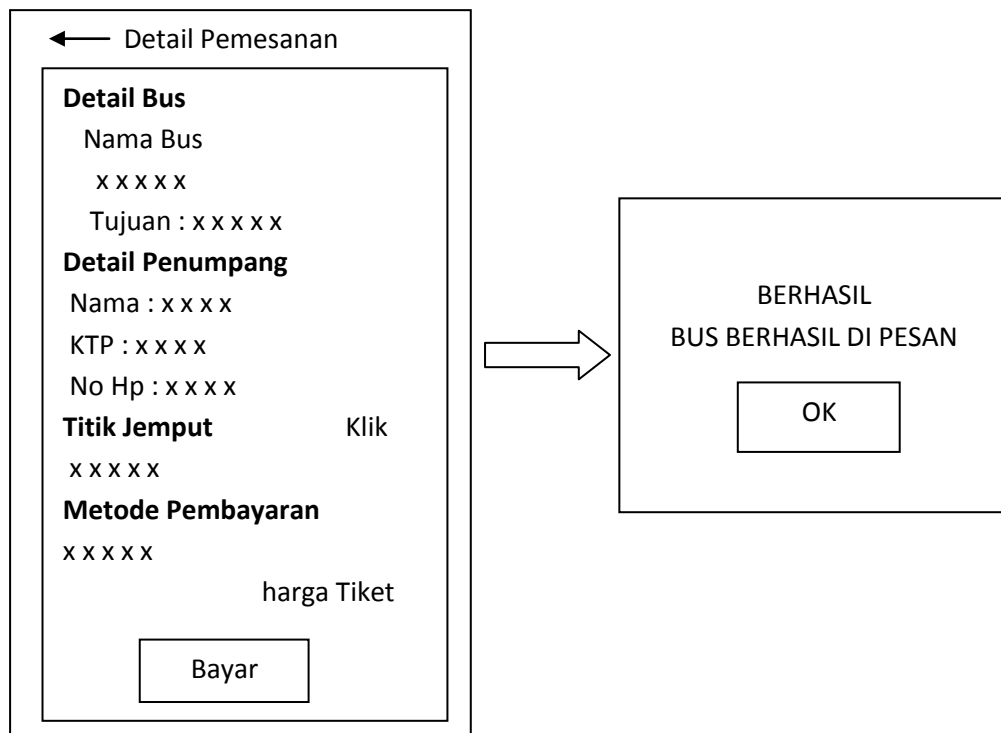 Detail Pemesanan
Detail Bus
Nama Bus
x x x x x
Tujuan : x x x x x
Detail Penumpang
Nama : x x x x
KTP : x x x x
No Hp : x x x x
Titik Jemput Klik
x x x x x
Metode Pembayaran
x x x x x
harga Tiket
Bayar
BERHASIL
BUS BERHASIL DI PESAN
OK